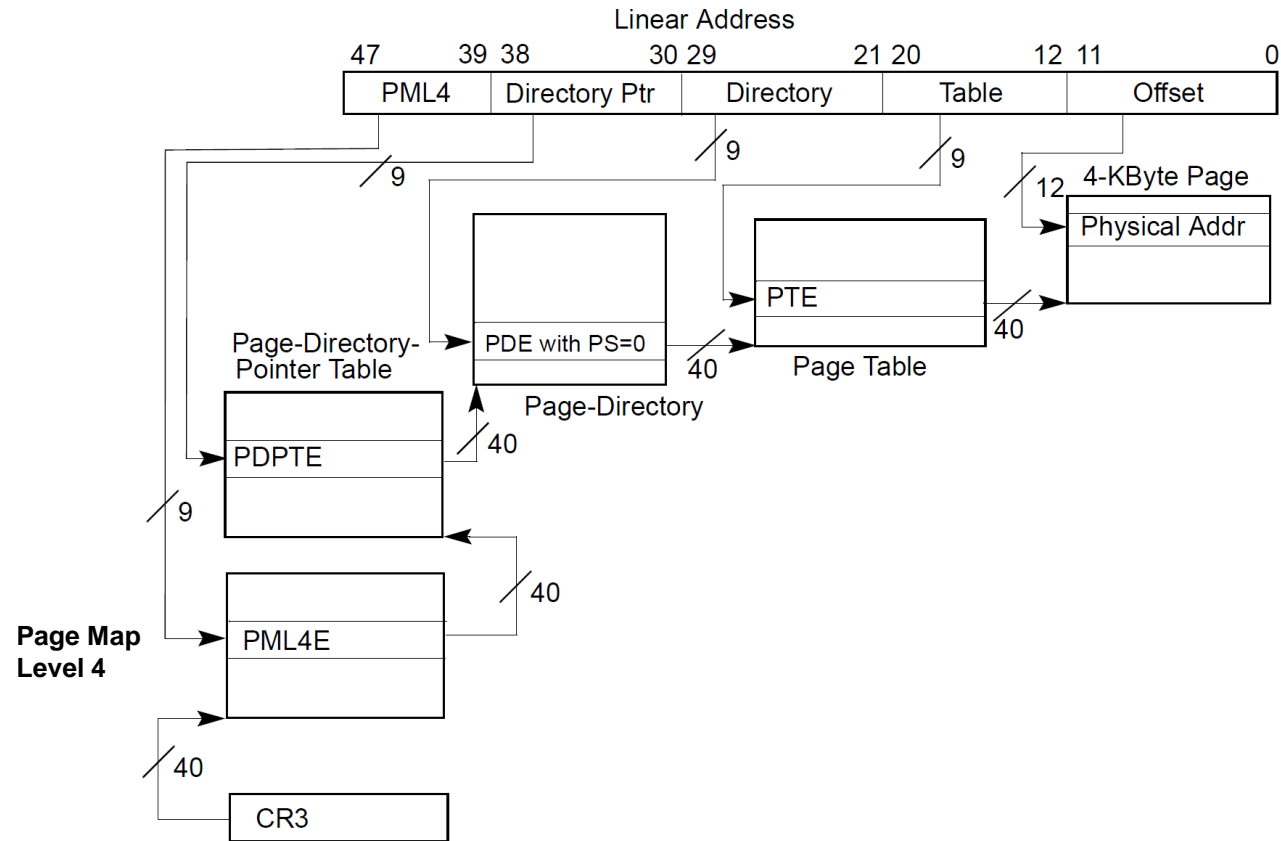 Linear Address
47 39 38 30 29 21 20 12 11 0
PML4 Directory Ptr Directory Table Offset
9
9
9
12
4-KByte Page
Physical Addr
PTE
40
Page Table
PDE with PS=0
40
Page-Directory
Page-Directory-
Pointer Table
PDPTE
40
9
40
Page Map
Level 4
PML4E
40
CR3